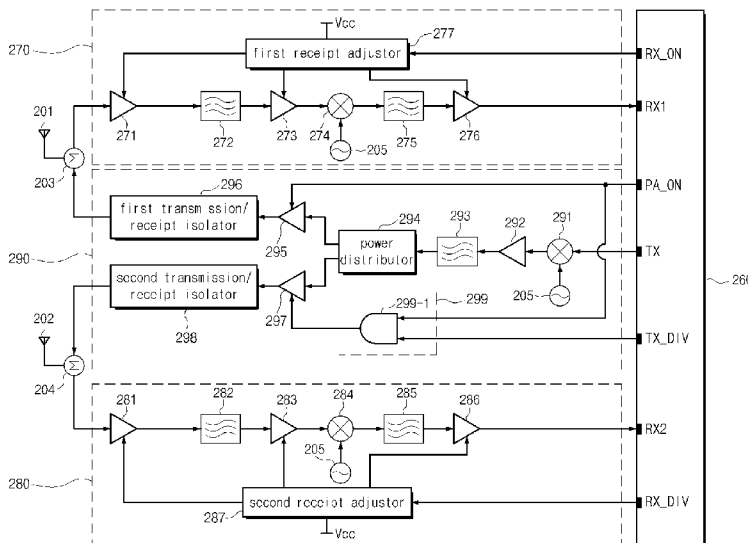 Vcc
270
277
first receipt adjustor
RX_ON
201
RX1
271
272
273
274
275
276
205
203
296
PA_ON
first transm ssion/
receipt isolator
294
293
292
291
295
power
distributor
TX
290
second transmission/
receipt isolator
297
205
266
299-1
299
298
202
TX_DIV
204
281
282
283
284
285
286
RX2
205
280
second receipt adjustor
RX_DIV
287
Vcc